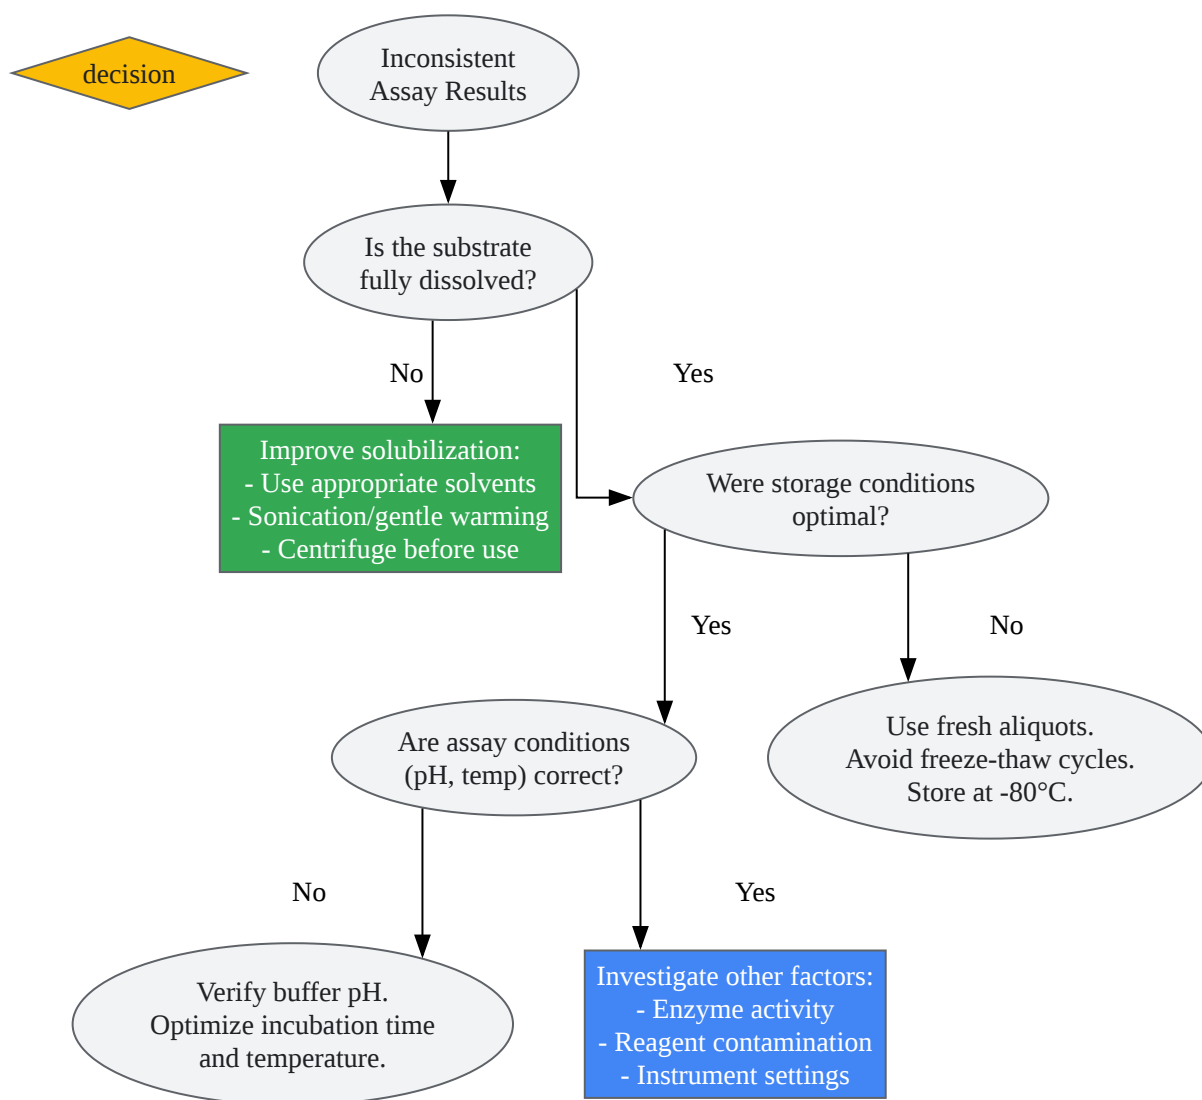 decision
Inconsistent
Assay Results
Is the substrate
fully dissolved?
No
Yes
Improve solubilization:
- Use appropriate solvents
- Sonication/gentle warming
- Centrifuge before use
Were storage conditions
optimal?
Yes
No
Are assay conditions
(pH, temp) correct?
Use fresh aliquots.
Avoid freeze-thaw cycles.
Store at -80°C.
No
Yes
Verify buffer pH.
Optimize incubation time
and temperature.
Investigate other factors:
- Enzyme activity
- Reagent contamination
- Instrument settings